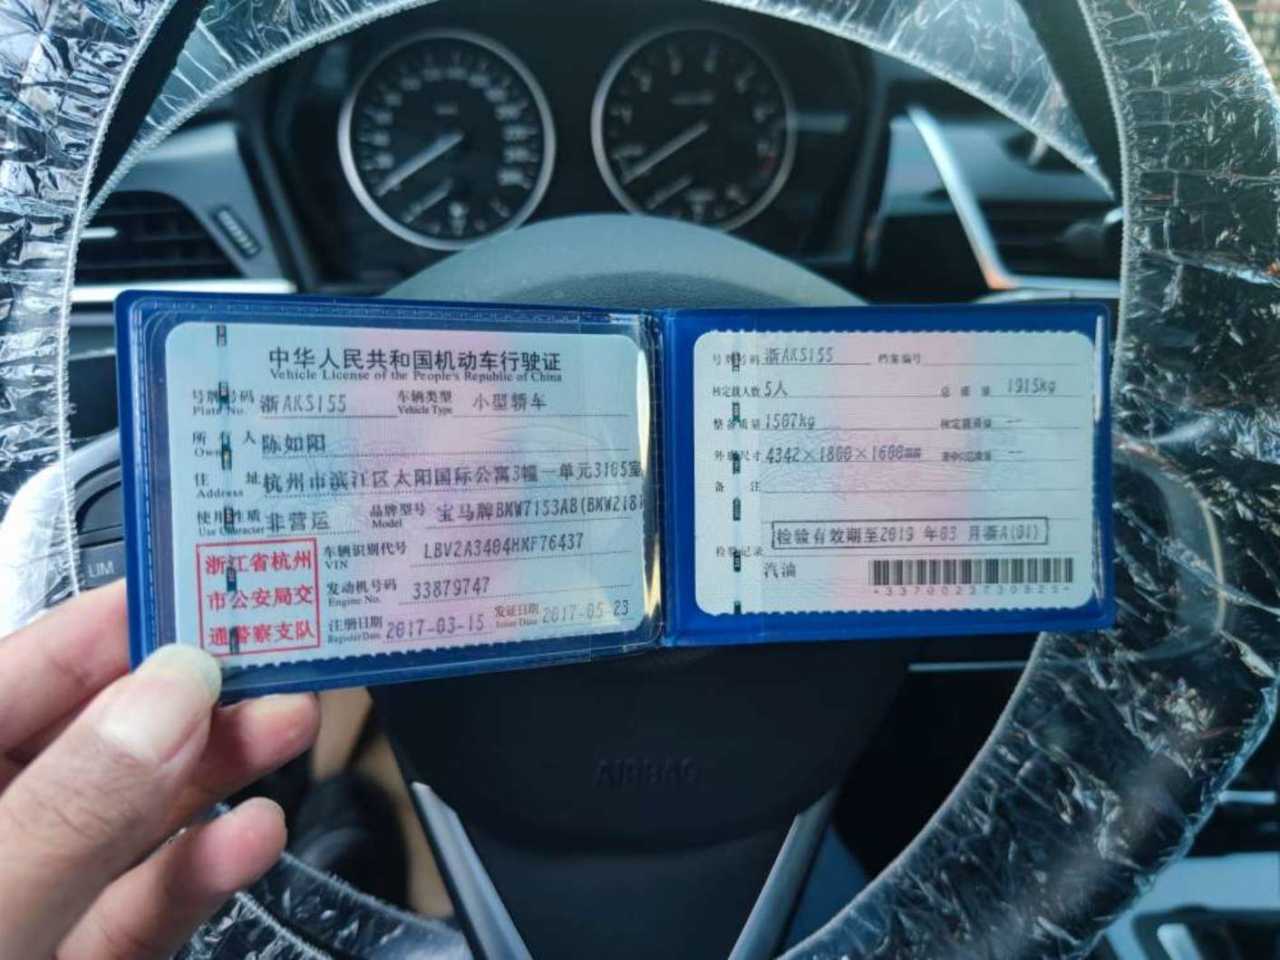 中华人民共和国机动车行驶证
Vehicle License of the People's Republic of China
号牌号码 浙AKS155 车辆类型 小型轿车
Plate No. Vehicle Type
所有人 陈如阳
Owner
住址 杭州市滨江区太阳国际公寓3幢一单元3105室
Address
使用性质 非营运 品牌型号 宝马牌BMW7153AB(BMW218
Use Character Model
浙江省杭州
市公安局交
通警察支队
车辆识别代号
VIN
发动机号码 33879747
Engine No.
注册日期 2017-03-15 发证日期 2017-05-23
Register Date Issue Date
号牌号码 浙AKS155 档案编号
核定载人数 5人 总质量 1915kg
整备质量 1507kg 核定载质量 --
外廓尺寸 4342×1800×1600mm --
备注
检验有效期至2019年03月浙A(01)
检验记录
汽油
AIRBAG
LIM